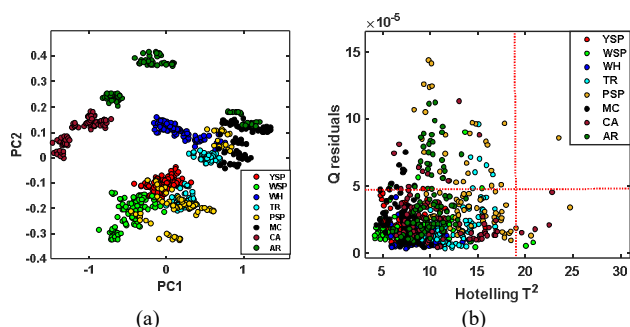 0.4
0.3
0.2
0.1
0
-0.1
-0.2
-0.3
-0.4
PC2
-1
0
1
PC1
YSP
WSP
WH
TR
PSP
MC
CA
AR
(a)
×10⁻⁵
15
10
5
0
Q residuals
5
10
15
20
25
30
Hotelling T²
YSP
WSP
WH
TR
PSP
MC
CA
AR
(b)